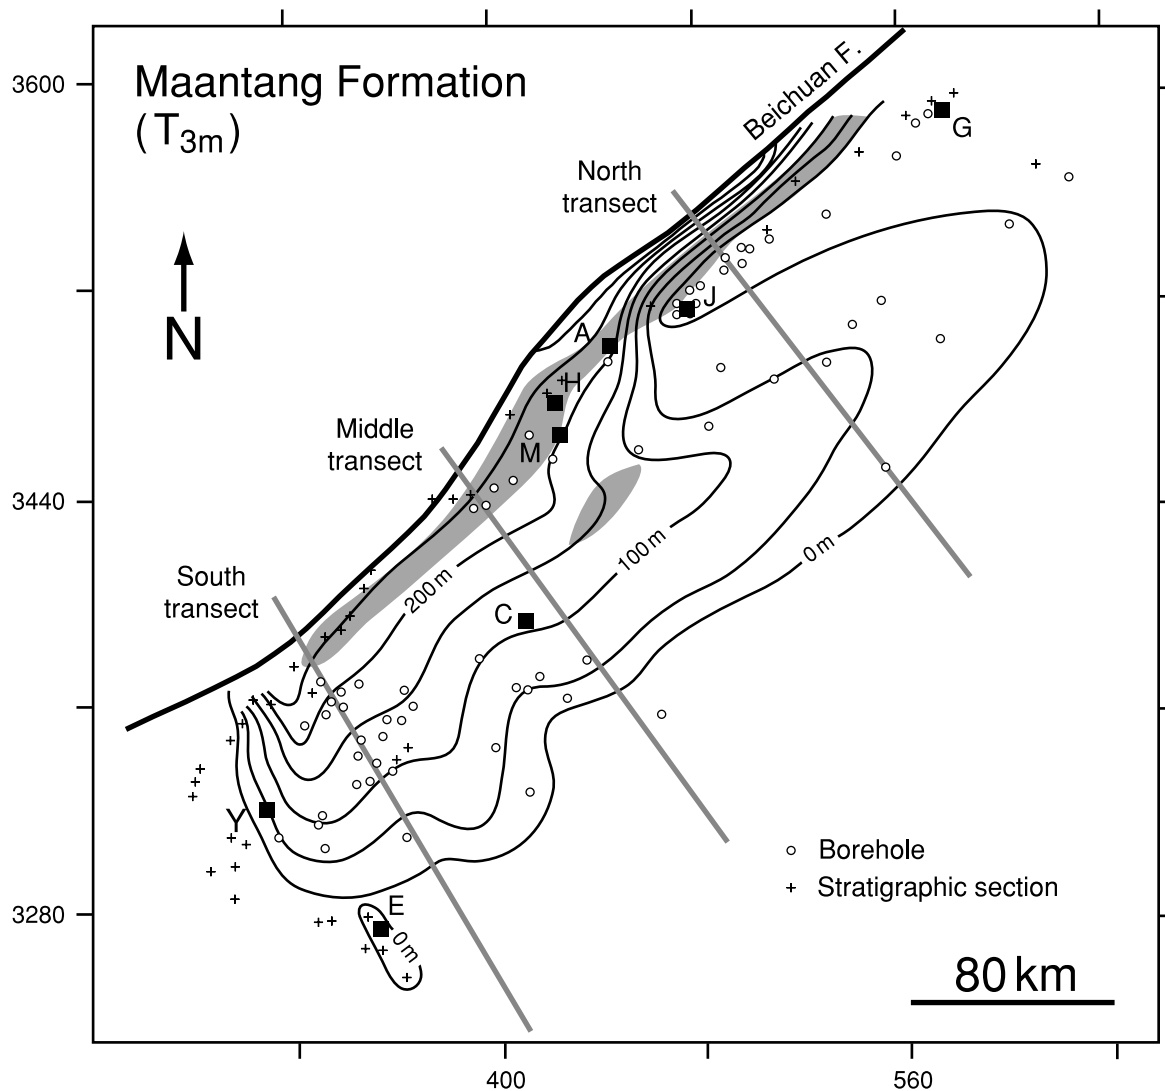 3600
Maantang Formation
(T3m)
Beichuan F.
G
North
transect
N
J
A
H
Middle
transect
M
3440
0 m
100 m
South
transect
200 m
C
Y
Borehole
Stratigraphic section
3280
E
0 m
80 km
400
560